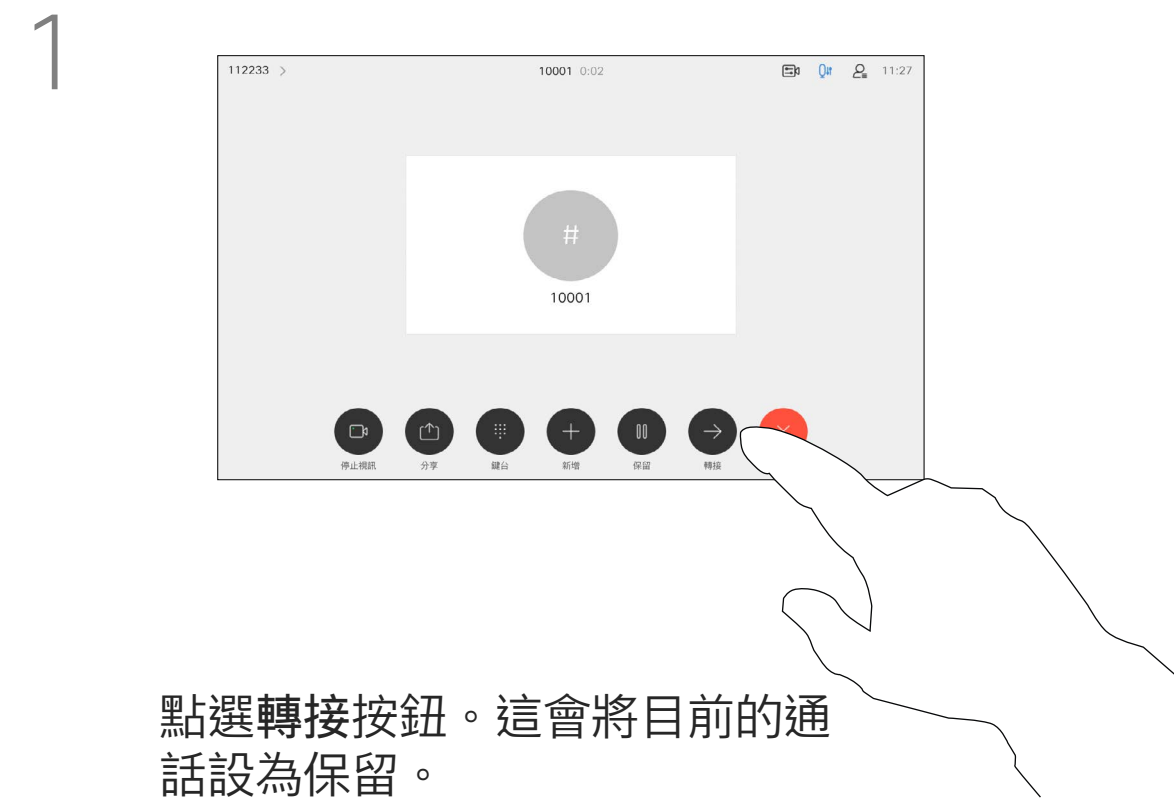 1
112233 >
10001 0:02
11:27
#
10001
停止視訊
分享
鍵台
新增
保留
轉接
點選轉接按鈕。這會將目前的通
話設為保留。